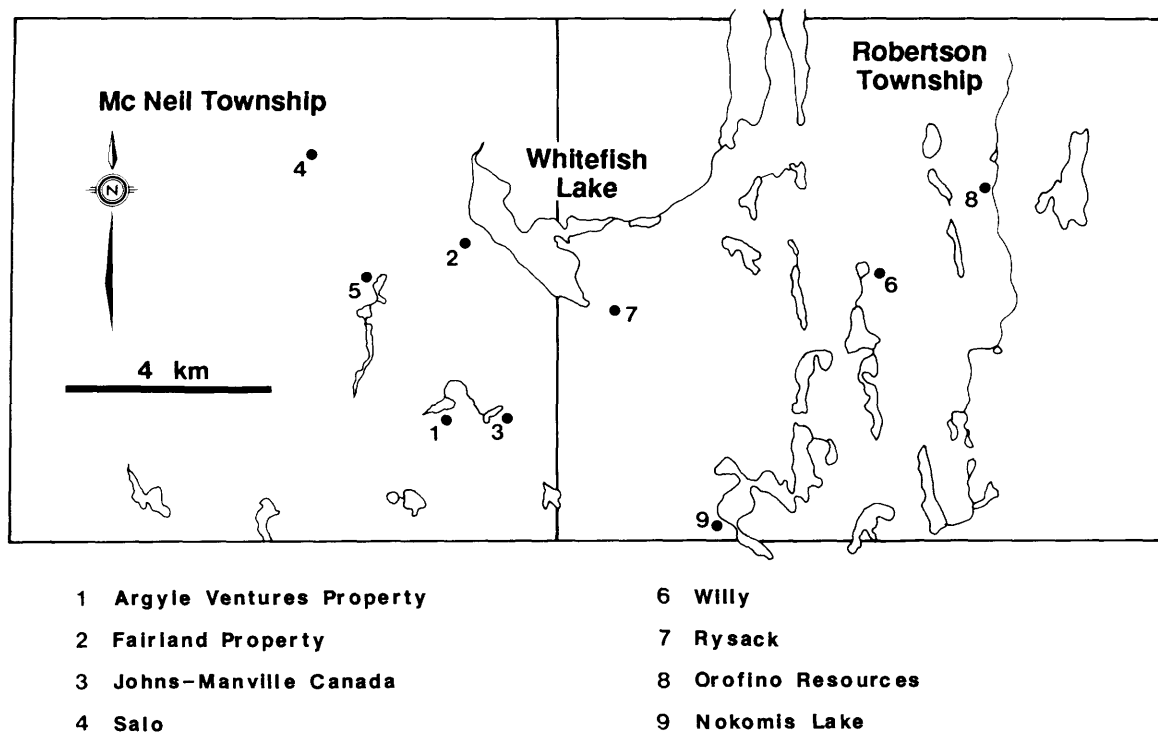 Mc Neil Township
Robertson
Township
Whitefish
Lake
N
4
8
2
5
6
7
4 km
1
3
9
1 Argyle Ventures Property
2 Fairland Property
3 Johns-Manville Canada
4 Salo
6 Willy
7 Rysack
8 Orofino Resources
9 Nokomis Lake